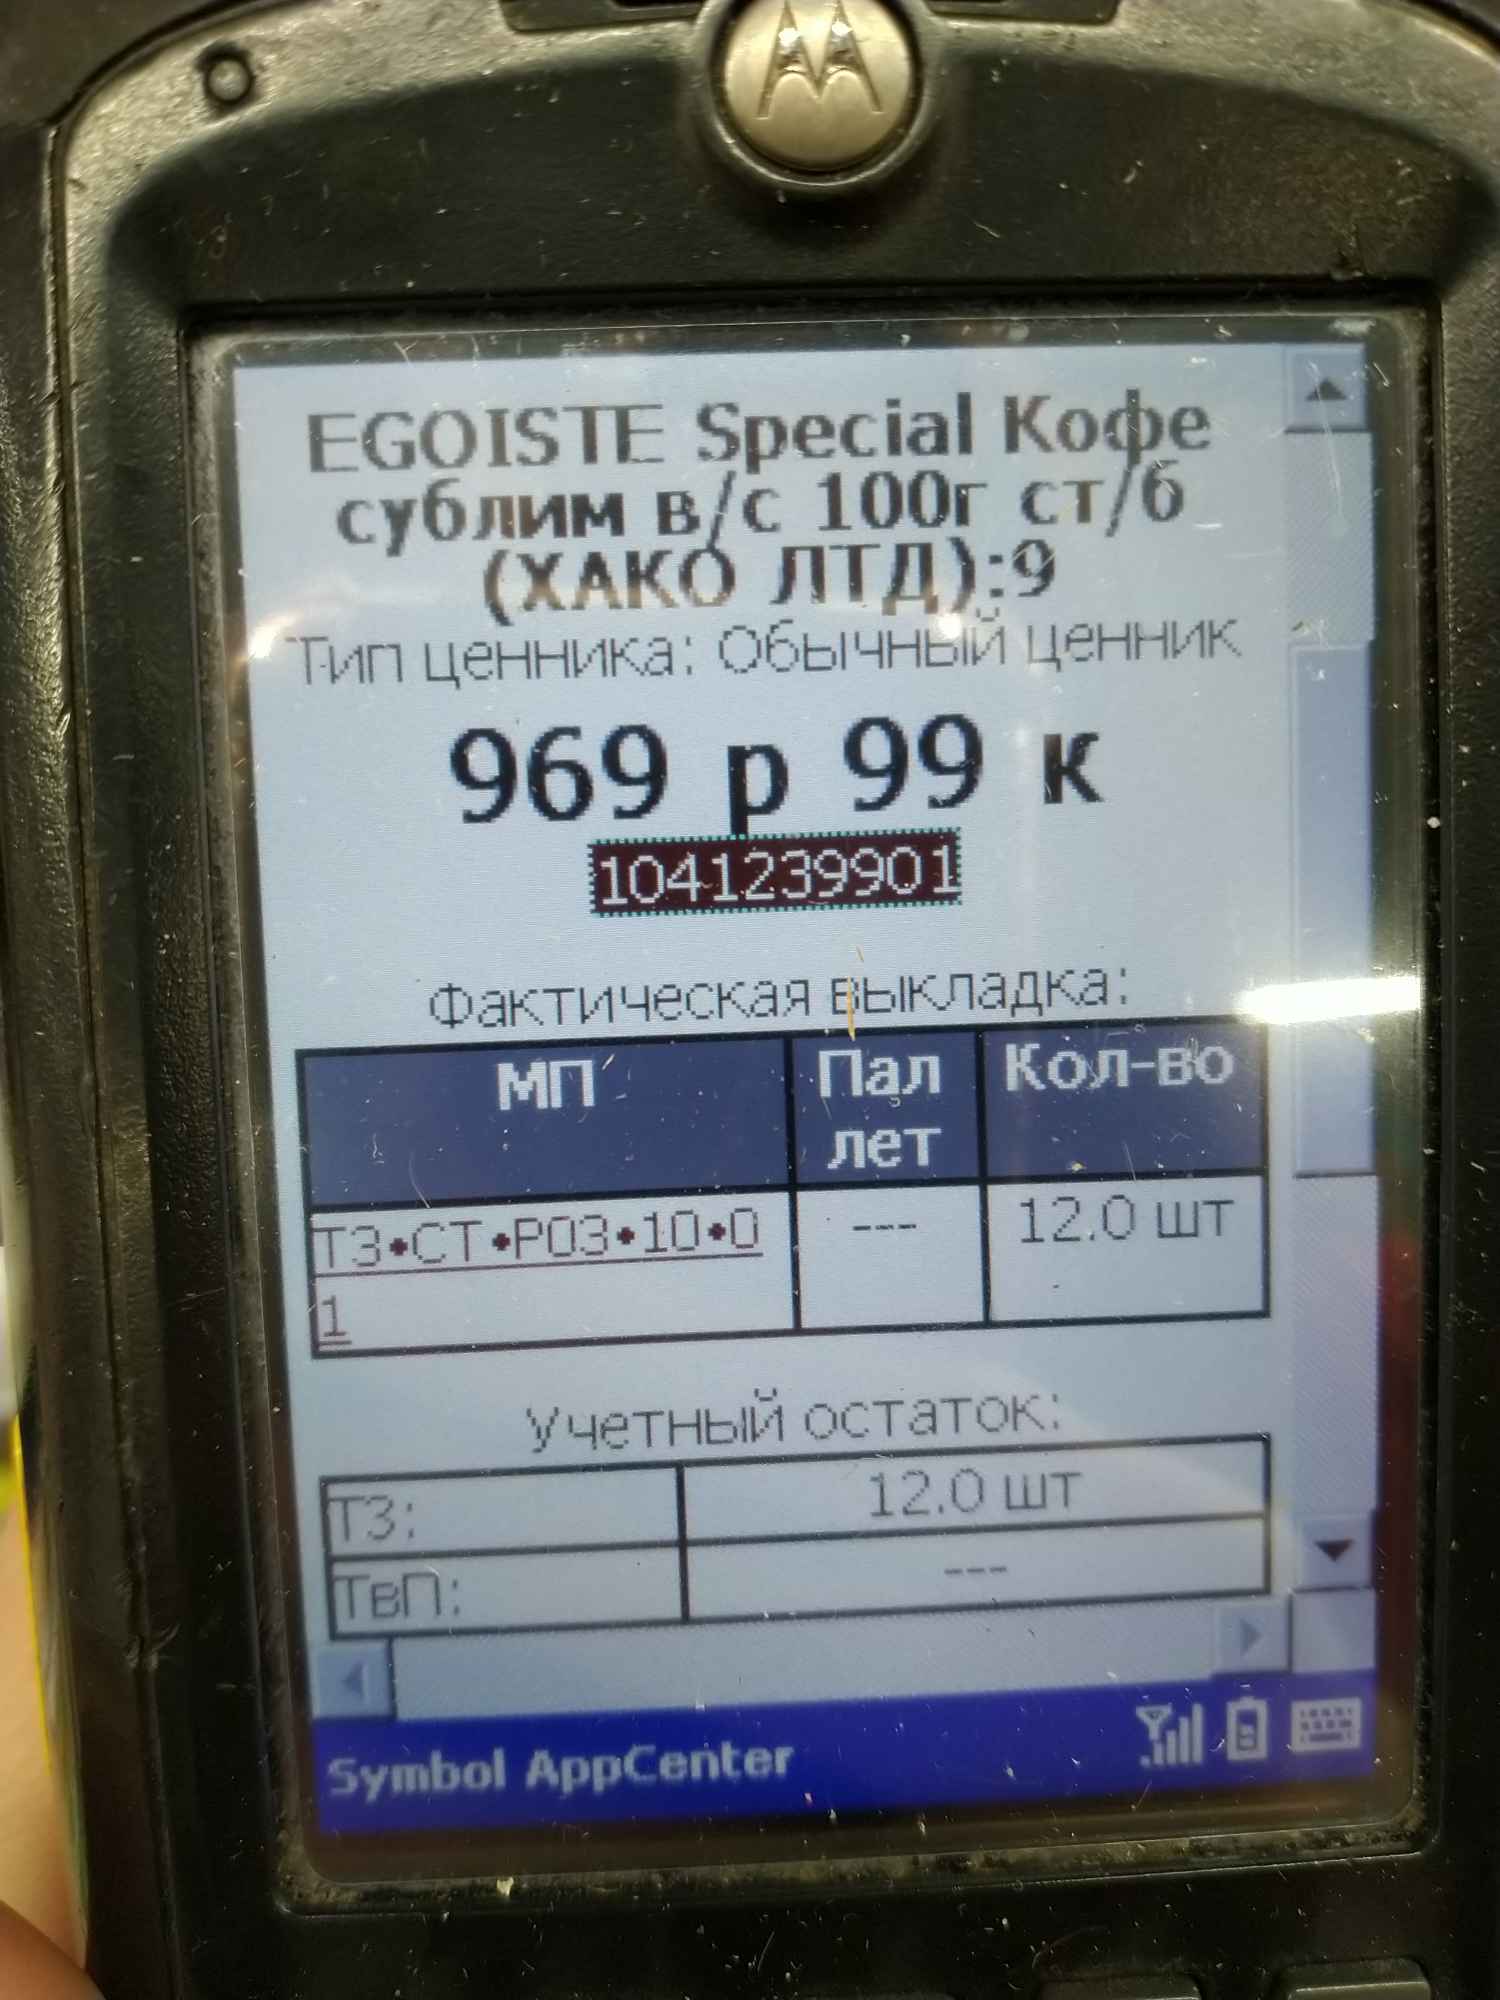 EGOISTE Special Кофе
сублим в/с 100г ст/б
(ХАКО ЛТД):9
Тип ценника: Обычный ценник
969 р 99 к
1041239901
Фактическая выкладка:
МП Пал Кол-во
лет
ТЗ•СТ•Р03•10•0 --- 12.0 шт
1
Учетный остаток:
ТЗ: 12.0 шт
ТвП: ---
Symbol AppCenter